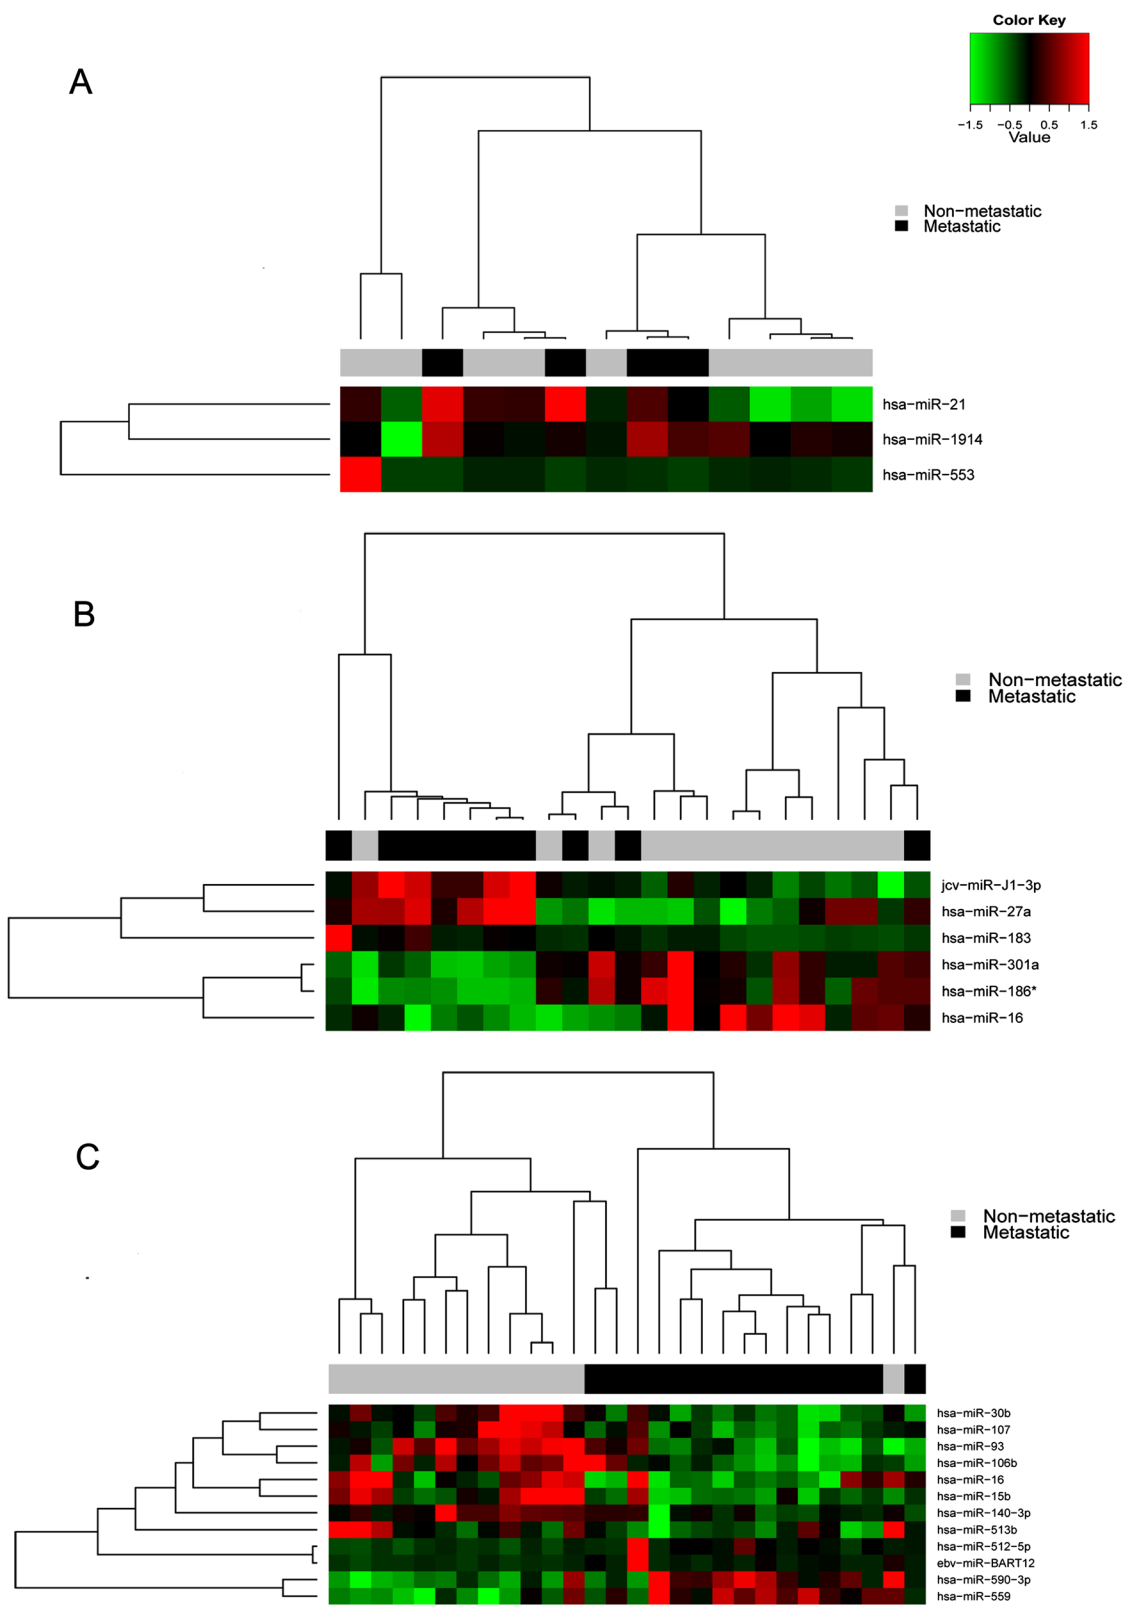 Color Key
−1.5 −0.5 0.5 1.5
Value
A
Non−metastatic
Metastatic
hsa−miR−21
hsa−miR−1914
hsa−miR−553
B
Non−metastatic
Metastatic
jcv−miR−J1−3p
hsa−miR−27a
hsa−miR−183
hsa−miR−301a
hsa−miR−186*
hsa−miR−16
C
Non−metastatic
Metastatic
hsa−miR−30b
hsa−miR−107
hsa−miR−93
hsa−miR−106b
hsa−miR−16
hsa−miR−15b
hsa−miR−140−3p
hsa−miR−513b
hsa−miR−512−5p
ebv−miR−BART12
hsa−miR−590−3p
hsa−miR−559